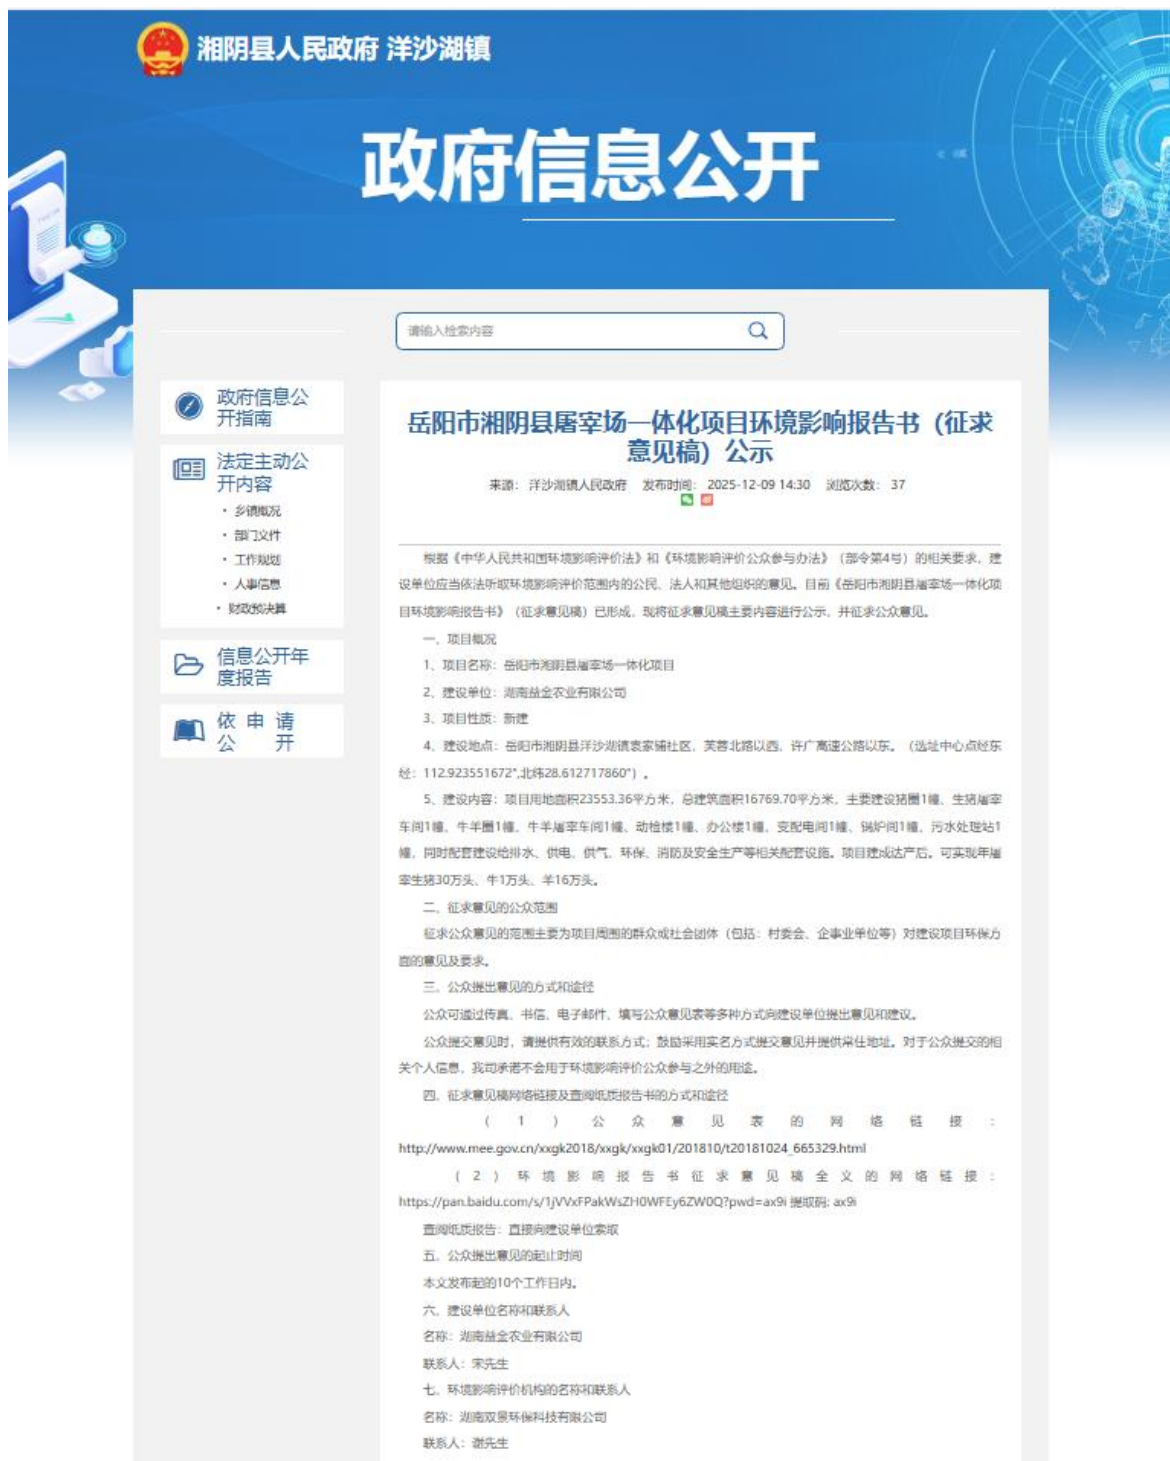 湘阴县人民政府 洋沙湖镇
政府信息公开
请输入检索内容
政府信息公
开指南
法定主动公
开内容
· 乡镇概况
· 部门文件
· 工作规划
· 人事信息
· 财政预决算
信息公开年
度报告
依 申 请
公 开
岳阳市湘阴县屠宰场一体化项目环境影响报告书（征求
意见稿）公示
来源： 洋沙湖镇人民政府 发布时间： 2025-12-09 14:30 浏览次数： 37
根据《中华人民共和国环境影响评价法》和《环境影响评价公众参与办法》（部令第4号）的相关要求，建
设单位应当依法听取环境影响评价范围内的公民、法人和其他组织的意见。目前《岳阳市湘阴县屠宰场一体化项
目环境影响报告书》（征求意见稿）已形成，现将征求意见稿主要内容进行公示，并征求公众意见。
一、项目概况
1、项目名称：岳阳市湘阴县屠宰场一体化项目
2、建设单位：湖南益金农业有限公司
3、项目性质：新建
4、建设地点：岳阳市湘阴县洋沙湖镇袁家铺社区，芙蓉北路以西，许广高速公路以东。（选址中心点经东
经：112.923551672°,北纬28.612717860°）。
5、建设内容：项目用地面积23553.36平方米，总建筑面积16769.70平方米，主要建设猪圈1幢、生猪屠宰
车间1幢、牛羊圈1幢、牛羊屠宰车间1幢、动检楼1幢、办公楼1幢、变配电间1幢、锅炉间1幢、污水处理站1
幢，同时配套建设给排水、供电、供气、环保、消防及安全生产等相关配套设施。项目建成达产后，可实现年屠
宰生猪30万头、牛1万头、羊16万头。
二、征求意见的公众范围
征求公众意见的范围主要为项目周围的群众或社会团体（包括：村委会、企事业单位等）对建设项目环保方
面的意见及要求。
三、公众提出意见的方式和途径
公众可通过传真、书信、电子邮件、填写公众意见表等多种方式向建设单位提出意见和建议。
公众提交意见时，请提供有效的联系方式；鼓励采用实名方式提交意见并提供常住地址。对于公众提交的相
关个人信息，我司承诺不会用于环境影响评价公众参与之外的用途。
四、征求意见稿网络链接及查阅纸质报告书的方式和途径
（1）公众意见表的网络链接：
http://www.mee.gov.cn/xxgk2018/xxgk/xxgk01/201810/t20181024_665329.html
（2）环境影响报告书征求意见稿全文的网络链接：
https://pan.baidu.com/s/1jVVxFPakWsZH0WFEy6ZW0Q?pwd=ax9i 提取码: ax9i
查阅纸质报告：直接向建设单位索取
五、公众提出意见的起止时间
本文发布起的10个工作日内。
六、建设单位名称和联系人
名称：湖南益金农业有限公司
联系人：宋先生
七、环境影响评价机构的名称和联系人
名称：湖南双景环保科技有限公司
联系人：谢先生